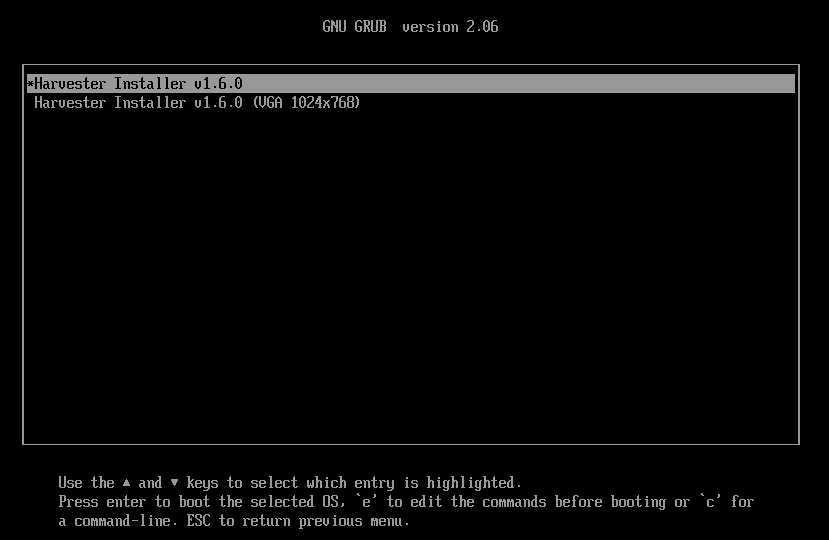 GNU GRUB  version 2.06
*Harvester Installer v1.6.0
Harvester Installer v1.6.0 (VGA 1024x768)
Use the ▲ and ▼ keys to select which entry is highlighted.
Press enter to boot the selected OS, `e' to edit the commands before booting or `c' for
a command-line. ESC to return previous menu.